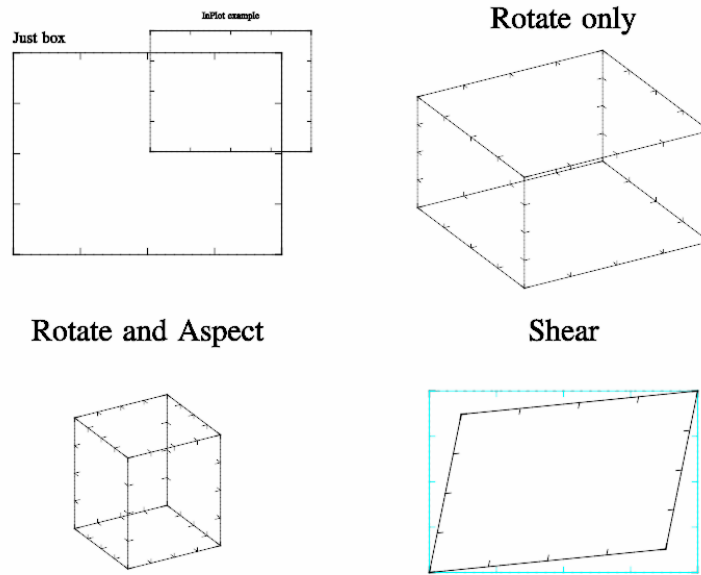 InPlot example
Just box
Rotate only
Rotate and Aspect
Shear